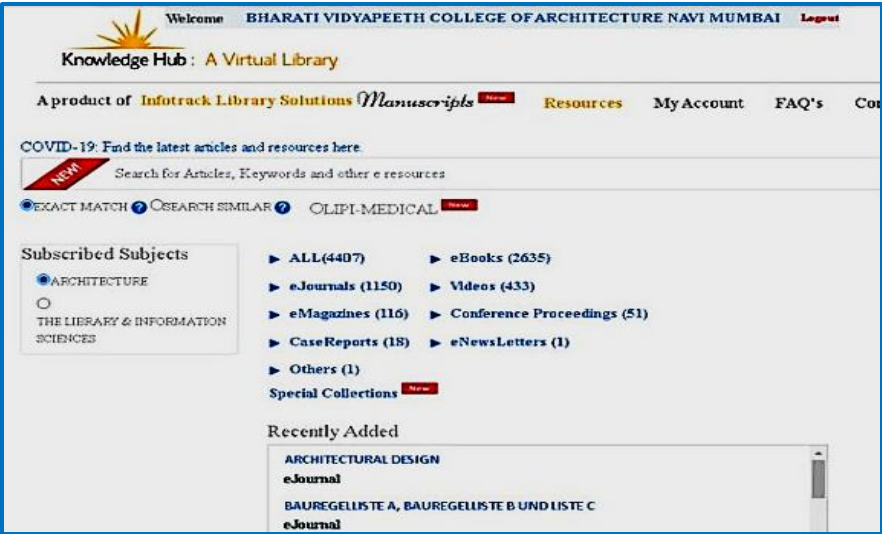 Welcome BHARATI VIDYAPEETH COLLEGE OF ARCHITECTURE NAVI MUMBAI Logout
Knowledge Hub : A Virtual Library
A product of Infotrack Library Solutions Manuscripts New Resources My Account FAQ's Con
COVID-19: Find the latest articles and resources here.
NEW! Search for Articles, Keywords and other e resources
EXACT MATCH ? SEARCH SIMILAR ? LIPI-MEDICAL New
Subscribed Subjects
ARCHITECTURE
THE LIBRARY & INFORMATION
SCIENCES
ALL(4407) eBooks (2635)
eJournals (1150) Videos (433)
eMagazines (116) Conference Proceedings (51)
CaseReports (18) eNewsLetters (1)
Others (1)
Special Collections New
Recently Added
ARCHITECTURAL DESIGN
eJournal
BAUREGELLISTE A, BAUREGELLISTE B UND LISTE C
eJournal